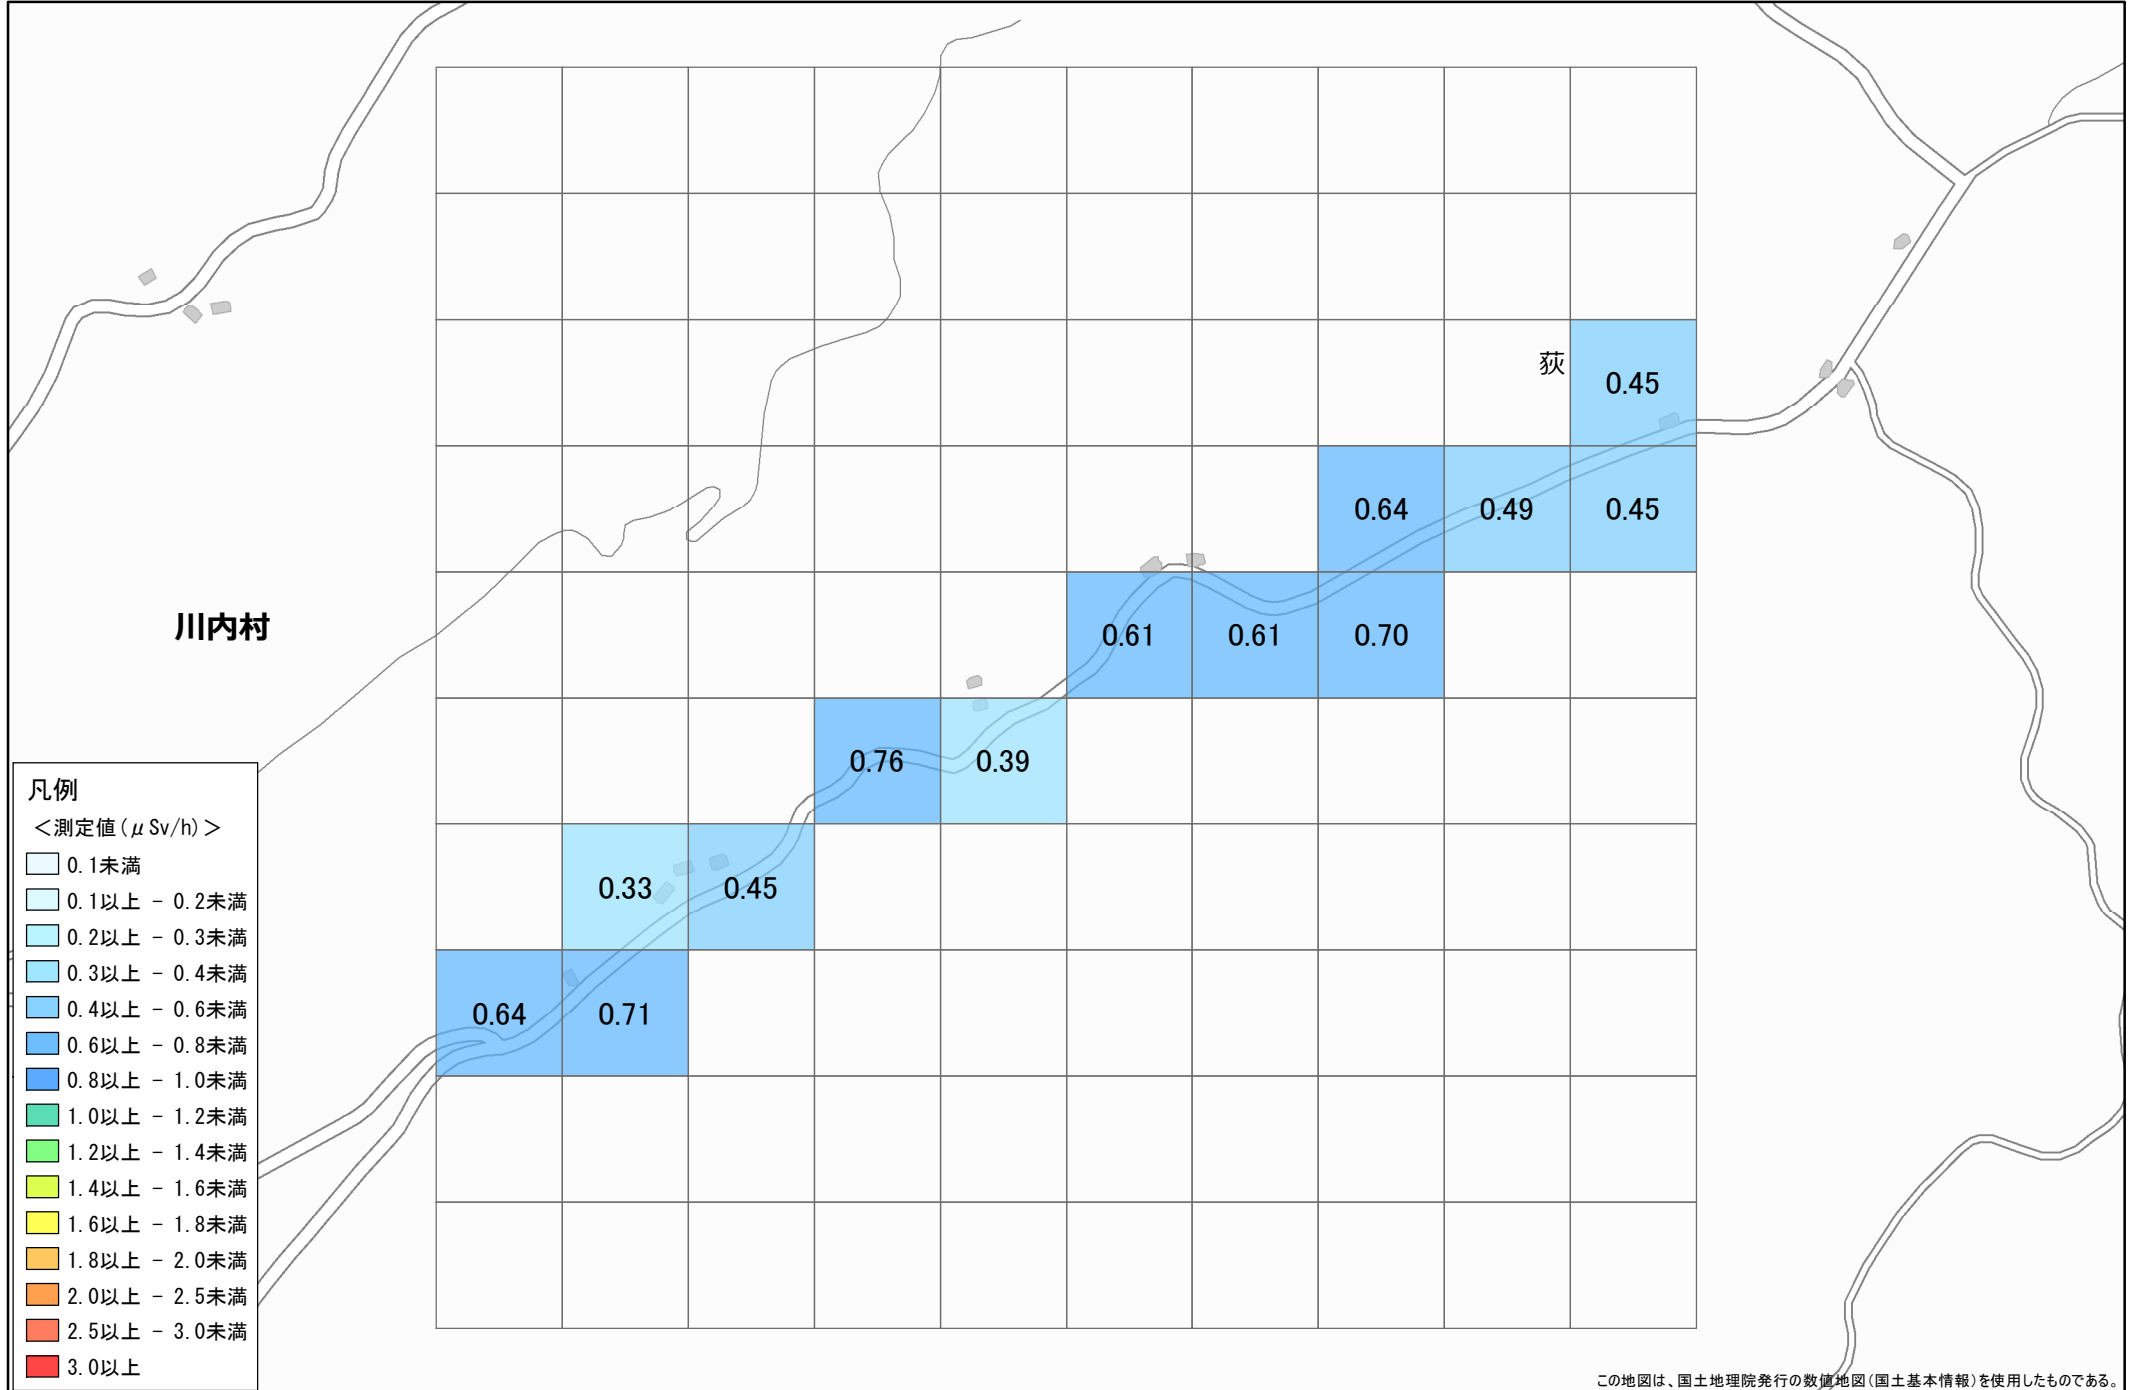 荻
0.45
0.64
0.49
0.45
川内村
0.61
0.61
0.70
0.76
0.39
0.33
0.45
0.64
0.71
凡例
＜測定値(μSv/h)＞
0.1未満
0.1以上 - 0.2未満
0.2以上 - 0.3未満
0.3以上 - 0.4未満
0.4以上 - 0.6未満
0.6以上 - 0.8未満
0.8以上 - 1.0未満
1.0以上 - 1.2未満
1.2以上 - 1.4未満
1.4以上 - 1.6未満
1.6以上 - 1.8未満
1.8以上 - 2.0未満
2.0以上 - 2.5未満
2.5以上 - 3.0未満
3.0以上
この地図は、国土地理院発行の数値地図(国土基本情報)を使用したものである。